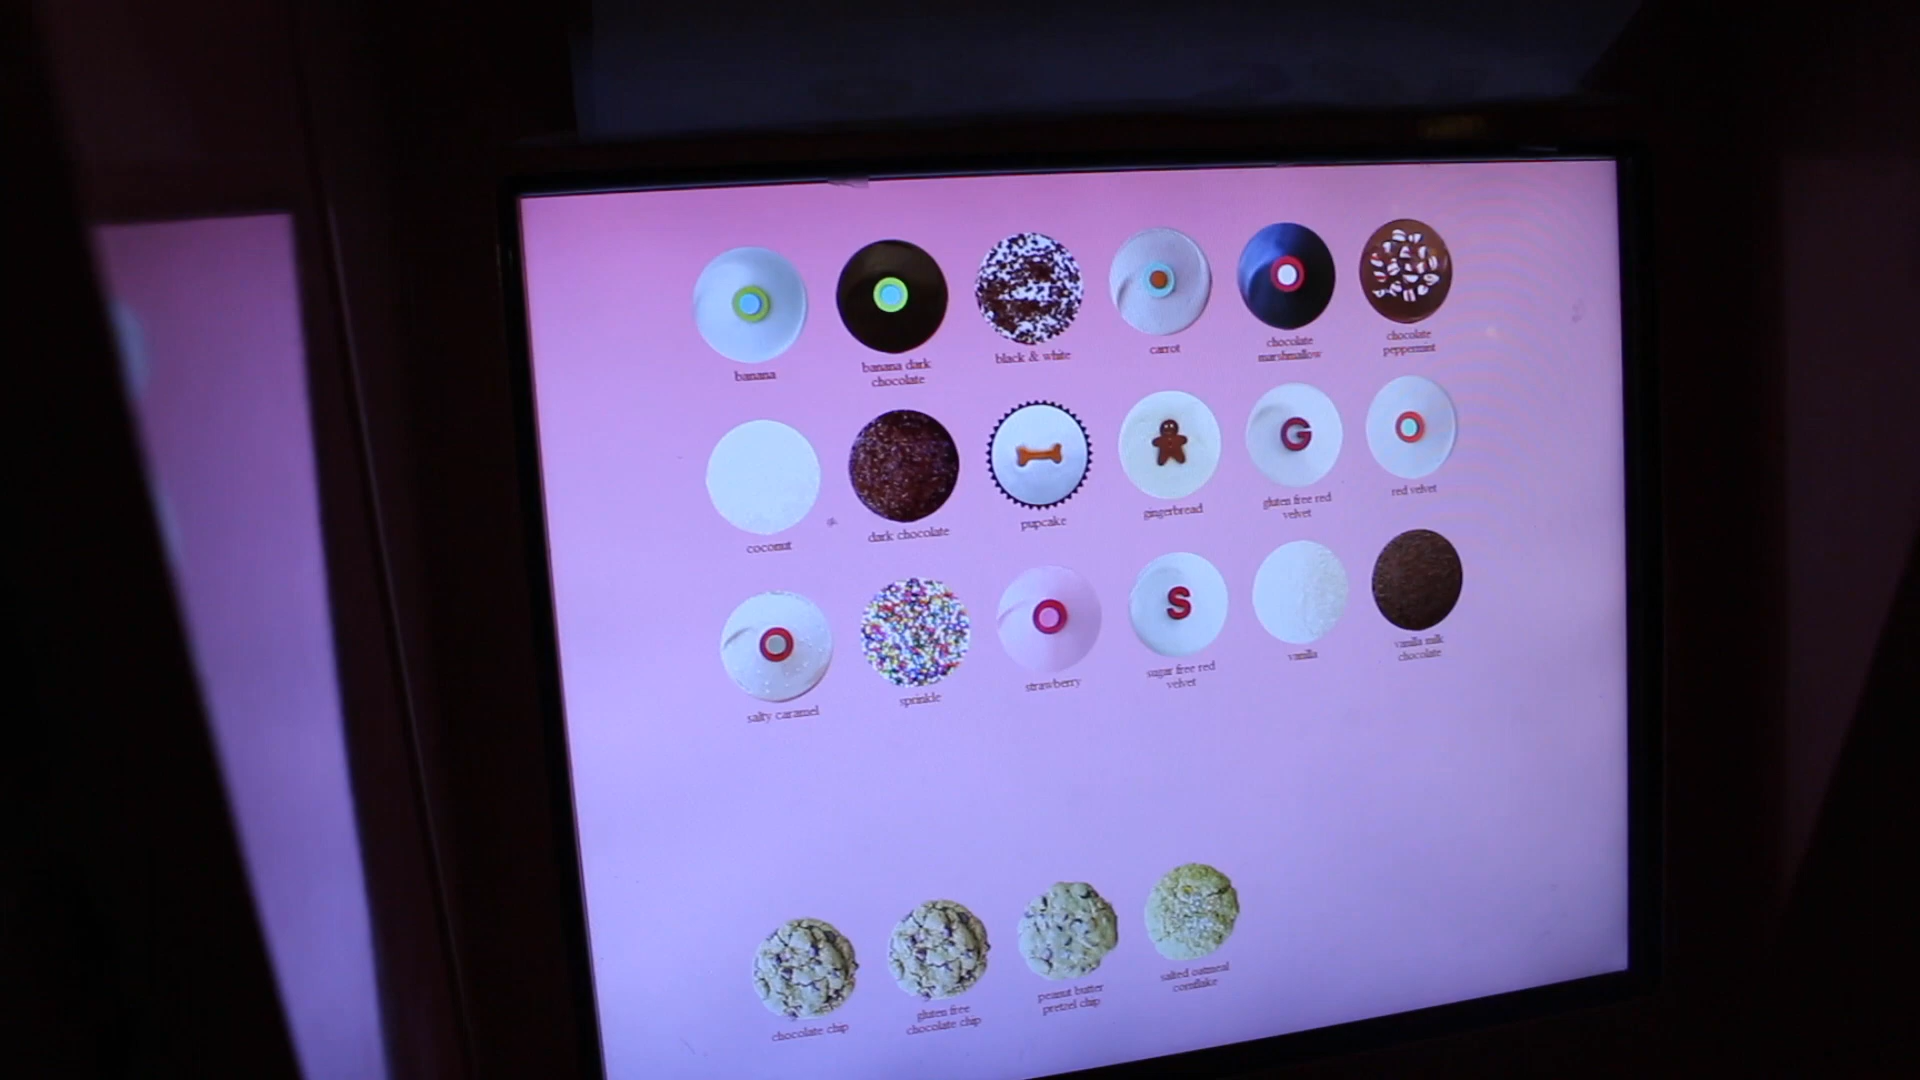 banana
banana dark
chocolate
black & white
carrot
chocolate
marshmallow
chocolate
peppermint
coconut
dark chocolate
pupcake
gingerbread
G
gluten free red
velvet
red velvet
salty caramel
sprinkle
strawberry
S
sugar free red
velvet
vanilla
vanilla milk
chocolate
chocolate chip
gluten free
chocolate chip
peanut butter
pretzel chip
salted oatmeal
cornflake